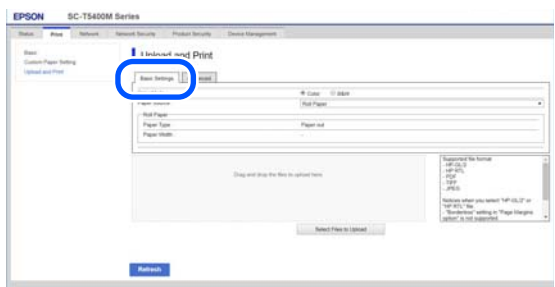 EPSON SC-T5400M Series
Status Print Network Network Security Product Security Device Management
Basic
Custom Paper Setting
Upload and Print
Upload and Print
Basic Settings Advanced
Color B&W
Paper Source Roll Paper
Roll Paper
Paper Type Paper out
Paper Width -
Drag and drop the files to upload here.
Supported file format
- HP-GL/2
- HP RTL
- PDF
- TIFF
- JPEG
Notices when you select "HP-GL/2" or
"HP RTL" file.
- "Borderless" setting in "Page Margins
option" is not supported.
Select Files to Upload
Refresh